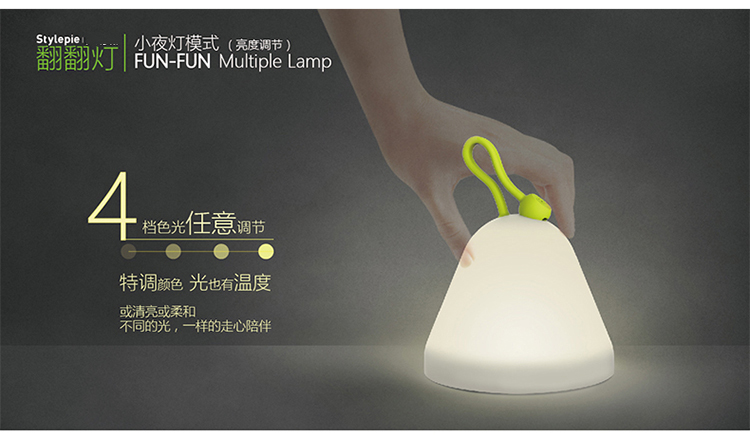 Stylepie
翻翻灯
小夜灯模式（亮度调节）
FUN-FUN Multiple Lamp
4档色光任意调节
特调颜色 光也有温度
或清亮或柔和
不同的光，一样的走心陪伴